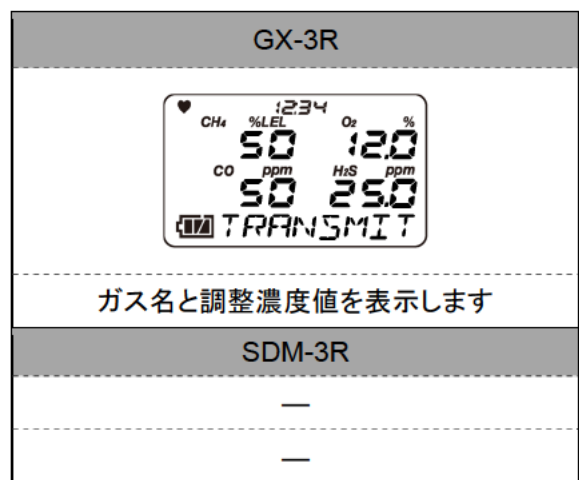 GX-3R
12:34
CH₄ %LEL O₂ %
50 12.0
CO ppm H₂S ppm
50 25.0
TRANSMIT
ガス名と調整濃度値を表示します
SDM-3R
—
—